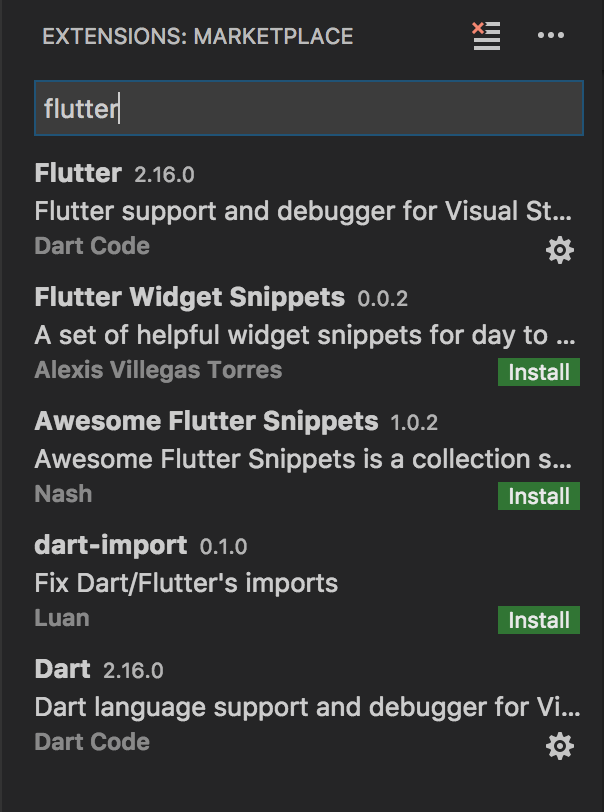 EXTENSIONS: MARKETPLACE
flutter
Flutter 2.16.0
Flutter support and debugger for Visual St...
Dart Code
Flutter Widget Snippets 0.0.2
A set of helpful widget snippets for day to ...
Alexis Villegas Torres Install
Awesome Flutter Snippets 1.0.2
Awesome Flutter Snippets is a collection s...
Nash Install
dart-import 0.1.0
Fix Dart/Flutter's imports
Luan Install
Dart 2.16.0
Dart language support and debugger for Vi...
Dart Code